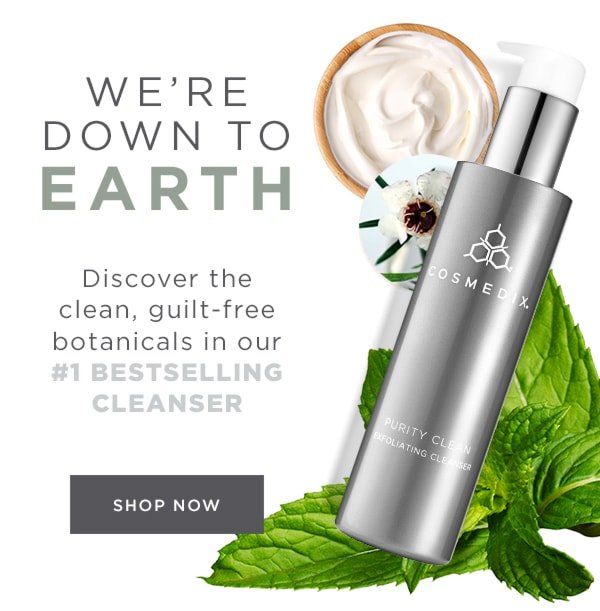 WE’RE
DOWN TO
EARTH
Discover the
clean, guilt-free
botanicals in our
#1 BESTSELLING
CLEANSER
SHOP NOW
COSMEDIX®
PURITY CLEAN
EXFOLIATING CLEANSER